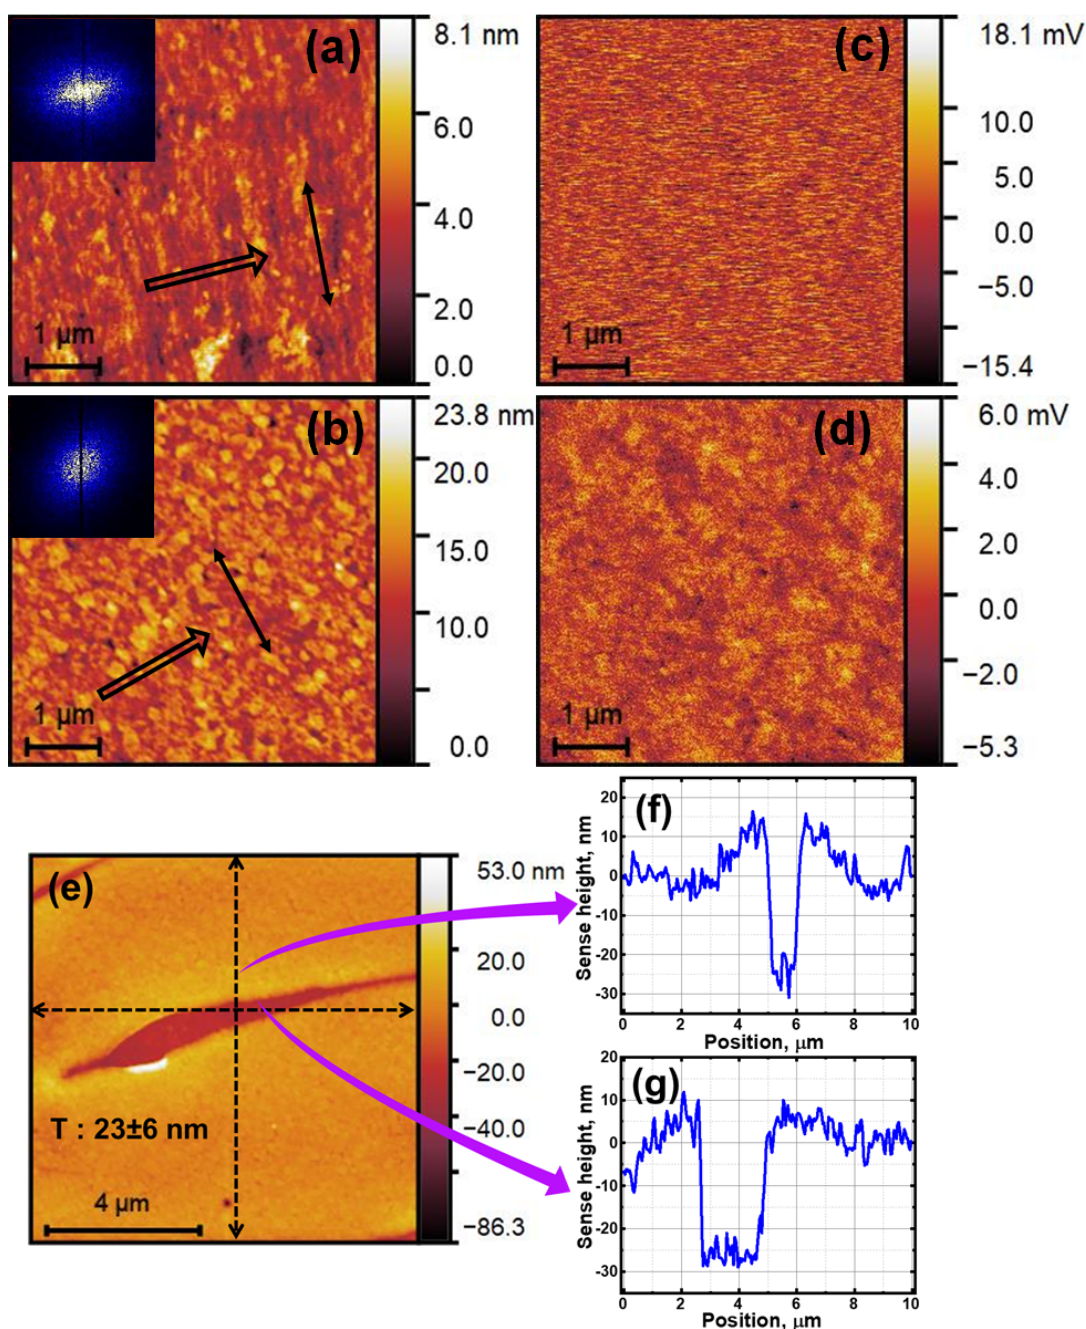 (a)
8.1 nm
6.0
4.0
2.0
0.0
1 µm
(c)
18.1 mV
10.0
5.0
0.0
−5.0
−15.4
1 µm
(b)
23.8 nm
20.0
15.0
10.0
0.0
1 µm
(d)
6.0 mV
4.0
2.0
0.0
−2.0
−5.3
1 µm
(e)
53.0 nm
20.0
0.0
−20.0
−40.0
−86.3
T : 23±6 nm
4 µm
(f)
Sense height, nm
20
10
0
-10
-20
-30
0 2 4 6 8 10
Position, µm
(g)
Sense height, nm
20
10
0
-10
-20
-30
0 2 4 6 8 10
Position, µm